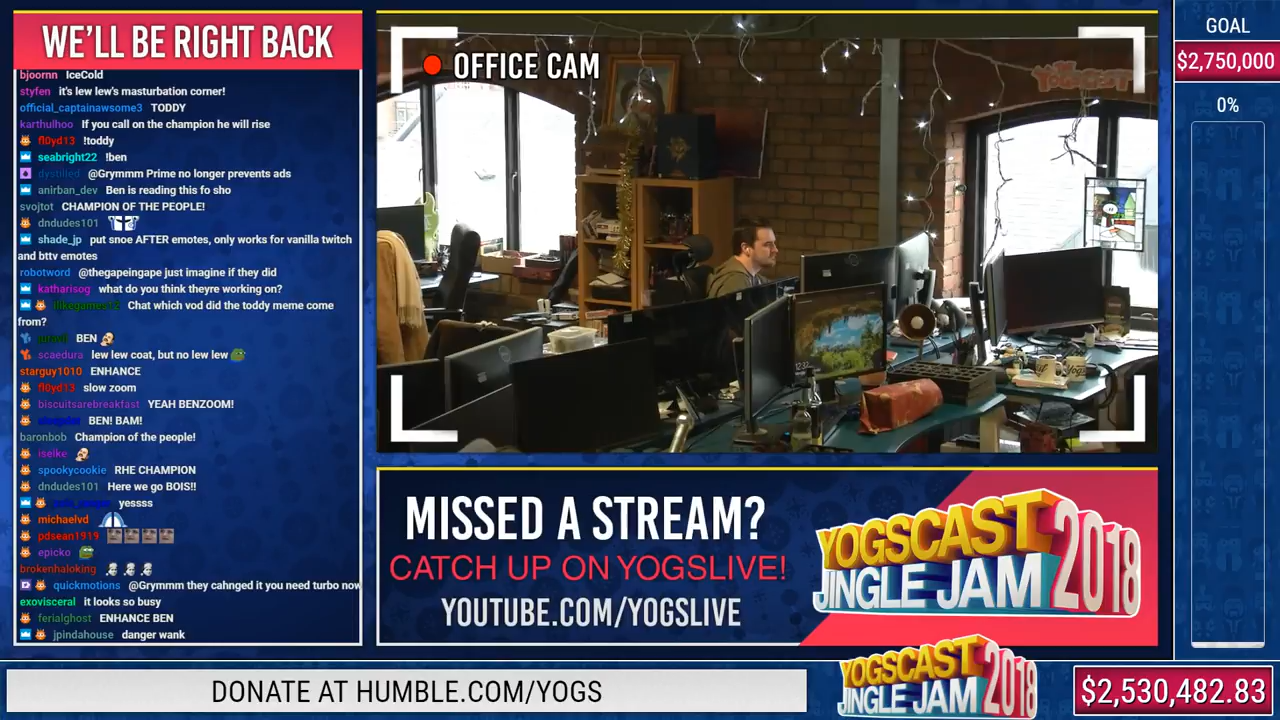 WE'LL BE RIGHT BACK
bjoornn IceCold
styfen it's lew lew's masturbation corner!
official_captainawsome3 TODDY
karthulhoo If you call on the champion he will rise
fl0yd13 !toddy
seabright22 !ben
dystilled @Grymmm Prime no longer prevents ads
anirban_dev Ben is reading this fo sho
svojtot CHAMPION OF THE PEOPLE!
dndudes101
shade_jp put snoe AFTER emotes, only works for vanilla twitch
and bttv emotes
robotword @thegapeingape just imagine if they did
katharisog what do you think theyre working on?
ilikegames12 Chat which vod did the toddy meme come
from?
BEN
scaedura lew lew coat, but no lew lew
starguy1010 ENHANCE
fl0yd13 slow zoom
biscuitsarebreakfast YEAH BENZOOM!
BEN! BAM!
baronbob Champion of the people!
iselke
spookycookie RHE CHAMPION
dndudes101 Here we go BOIS!!
yessss
michaelvd
pdsean1919
epicko
brokenhaloking
quickmotions @Grymmm they cahnged it you need turbo now
exovisceral it looks so busy
ferialghost ENHANCE BEN
jpindahouse danger wank
OFFICE CAM
YOGSCAST
MISSED A STREAM?
CATCH UP ON YOGSLIVE!
YOUTUBE.COM/YOGSLIVE
YOGSCAST
JINGLE JAM 2018
GOAL
$2,750,000
0%
DONATE AT HUMBLE.COM/YOGS
YOGSCAST
JINGLE JAM 2018
$2,530,482.83